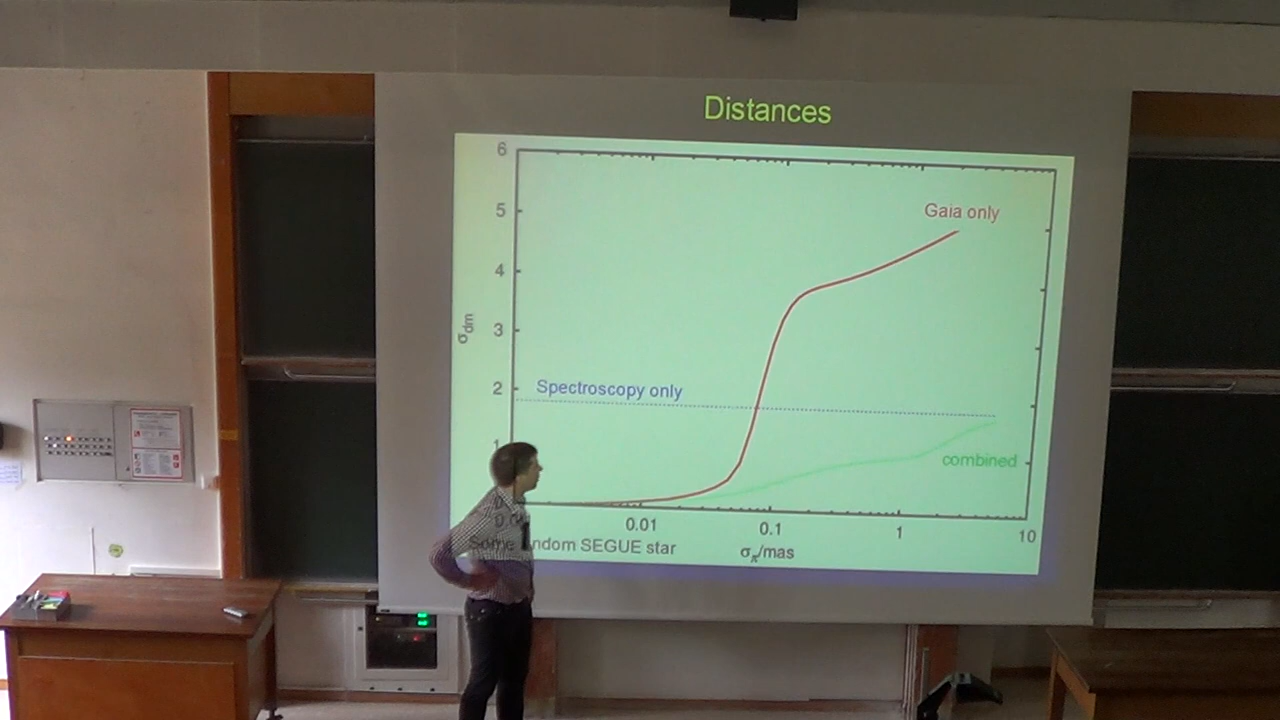 Distances
6
5
4
3
2
1
σdm
Gaia only
Spectroscopy only
combined
0.01
0.1
1
10
σπ/mas
Some ndom SEGUE star